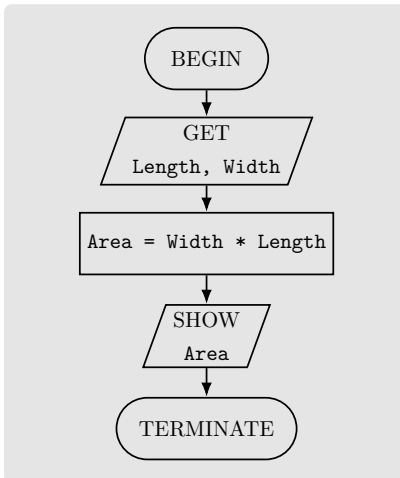 BEGIN
GET
Length, Width
Area = Width * Length
SHOW
Area
TERMINATE